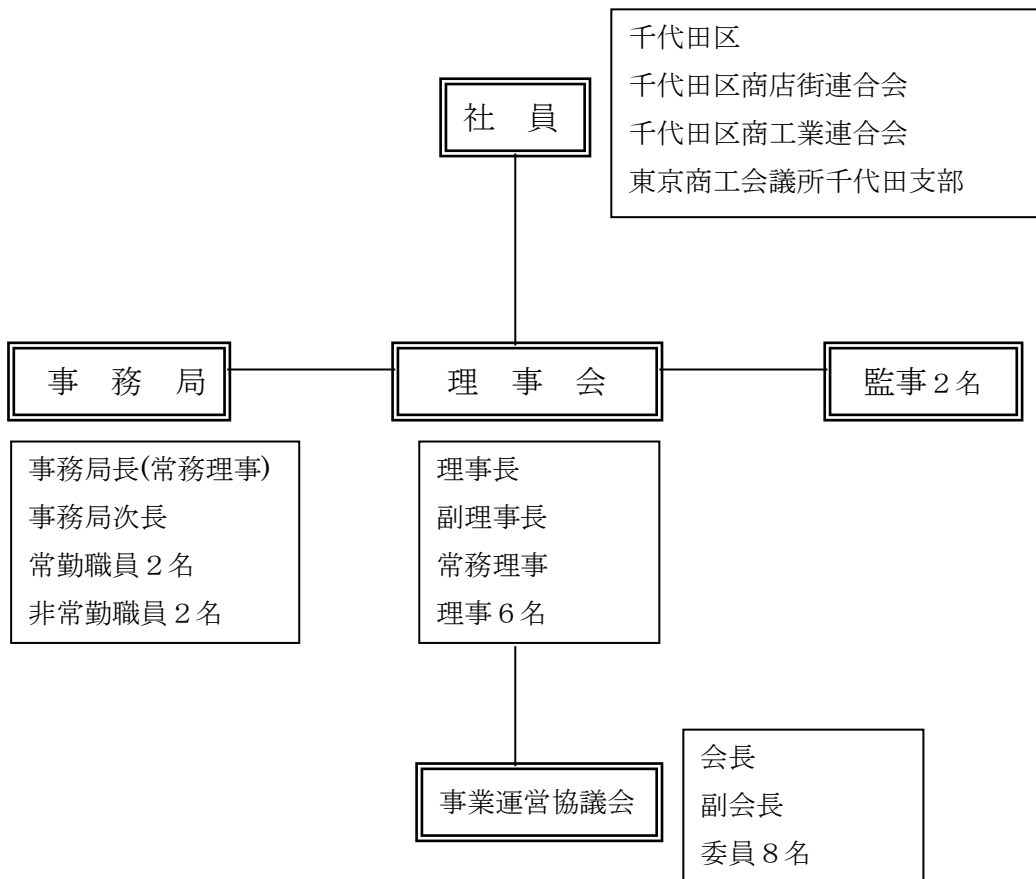 千代田区
千代田区商店街連合会
千代田区商工業連合会
東京商工会議所千代田支部
社　員
事　務　局
理　事　会
監事２名
事務局長(常務理事)
事務局次長
常勤職員２名
非常勤職員２名
理事長
副理事長
常務理事
理事６名
事業運営協議会
会長
副会長
委員８名